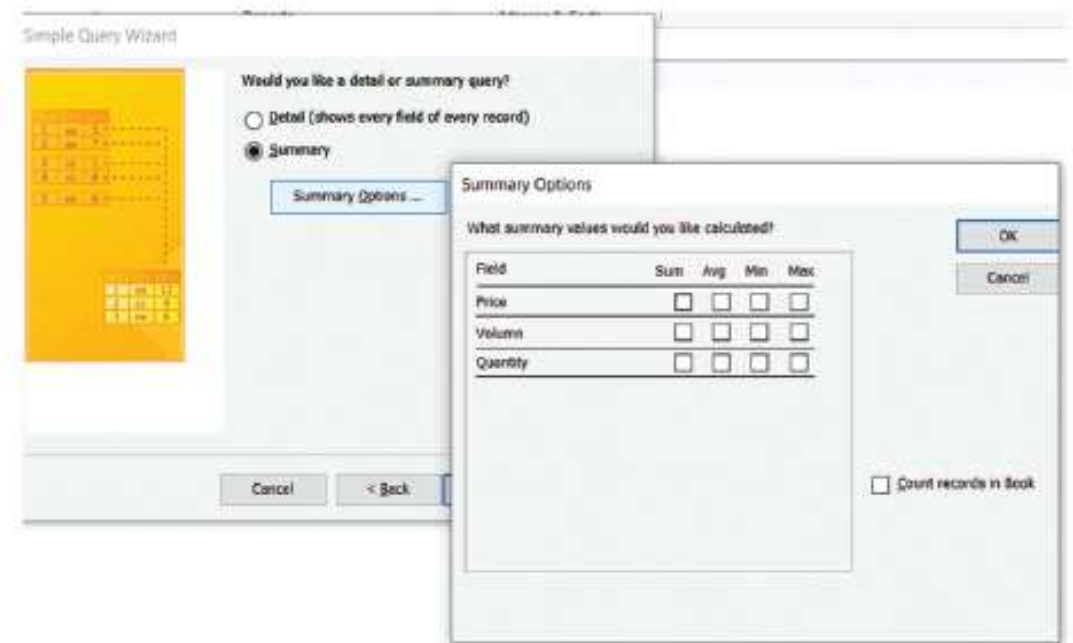 Simple Query Wizard
Would you like a detail or summary query?
Detail (shows every field of every record)
Summary
Summary Options ...
Cancel
< Back
Summary Options
What summary values would you like calculated?
OK
Cancel
Field Sum Avg Min Max
Price
Volumn
Quantity
Count records in Book